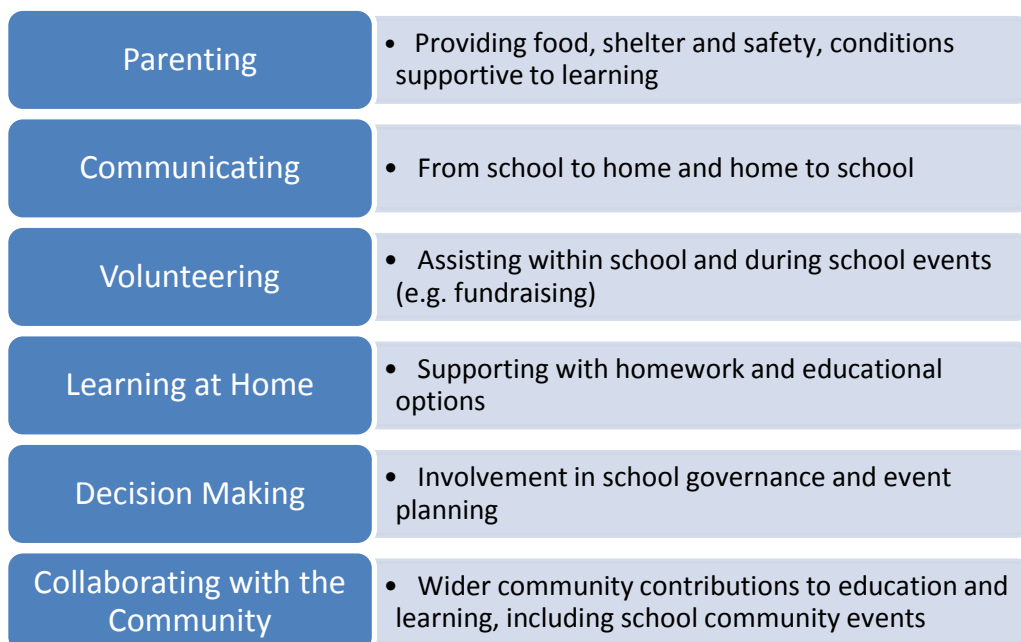 Parenting
• Providing food, shelter and safety, conditions
supportive to learning
Communicating
• From school to home and home to school
Volunteering
• Assisting within school and during school events
(e.g. fundraising)
Learning at Home
• Supporting with homework and educational
options
Decision Making
• Involvement in school governance and event
planning
Collaborating with the
Community
• Wider community contributions to education and
learning, including school community events